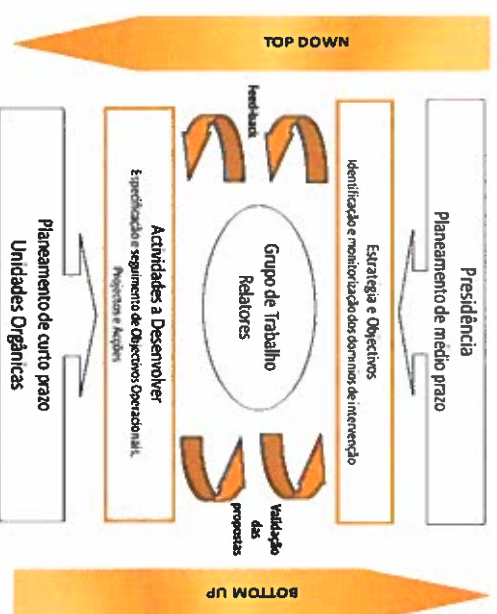 TOP DOWN
Presidência
Planeamento de médio prazo
Estratégia e Objectivos
Identificação e monitorização dos domínios de intervenção
Feed-back
Grupo de Trabalho
Relatores
Validação
das
propostas
Actividades a Desenvolver
Especificação e seguimento de Objectivos Operacionais,
Projectos e Acções
Planeamento de curto prazo
Unidades Orgânicas
BOTTOM UP